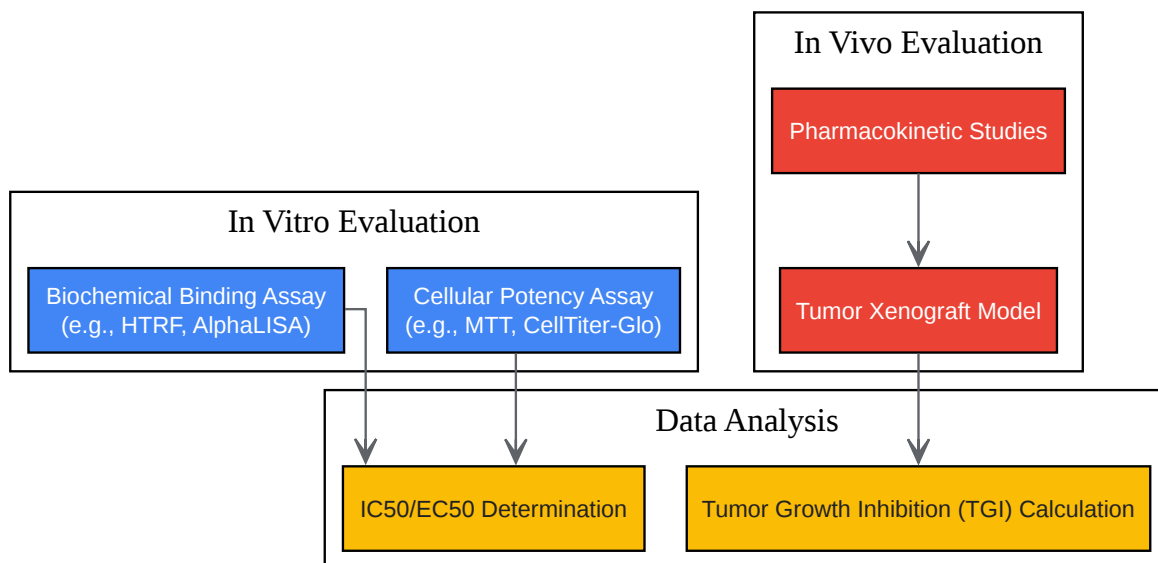 In Vivo Evaluation
Pharmacokinetic Studies
Tumor Xenograft Model
In Vitro Evaluation
Biochemical Binding Assay
(e.g., HTRF, AlphaLISA)
Cellular Potency Assay
(e.g., MTT, CellTiter-Glo)
Data Analysis
IC50/EC50 Determination
Tumor Growth Inhibition (TGI) Calculation